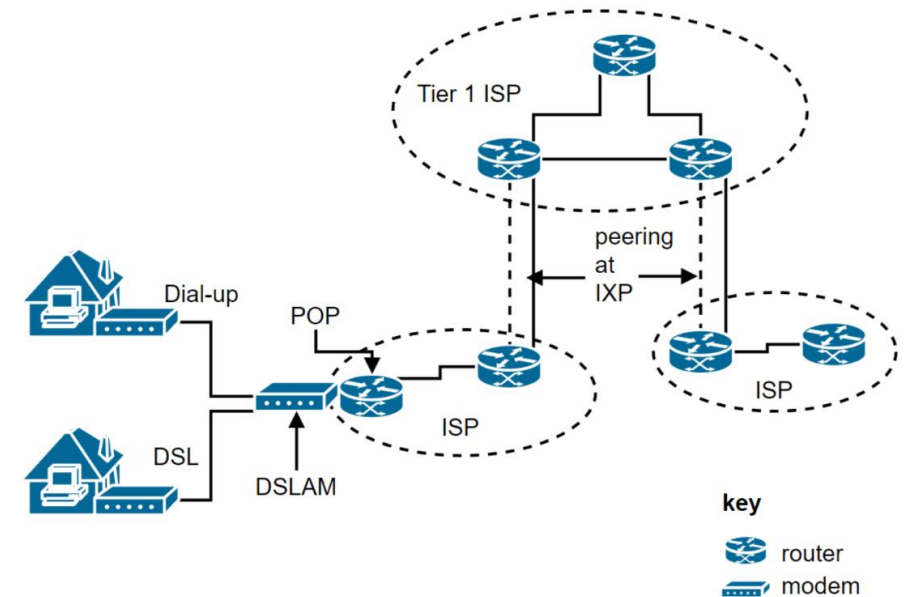 Tier 1 ISP
peering
at
IXP
Dial-up
POP
ISP
ISP
DSL
DSLAM
key
router
modem